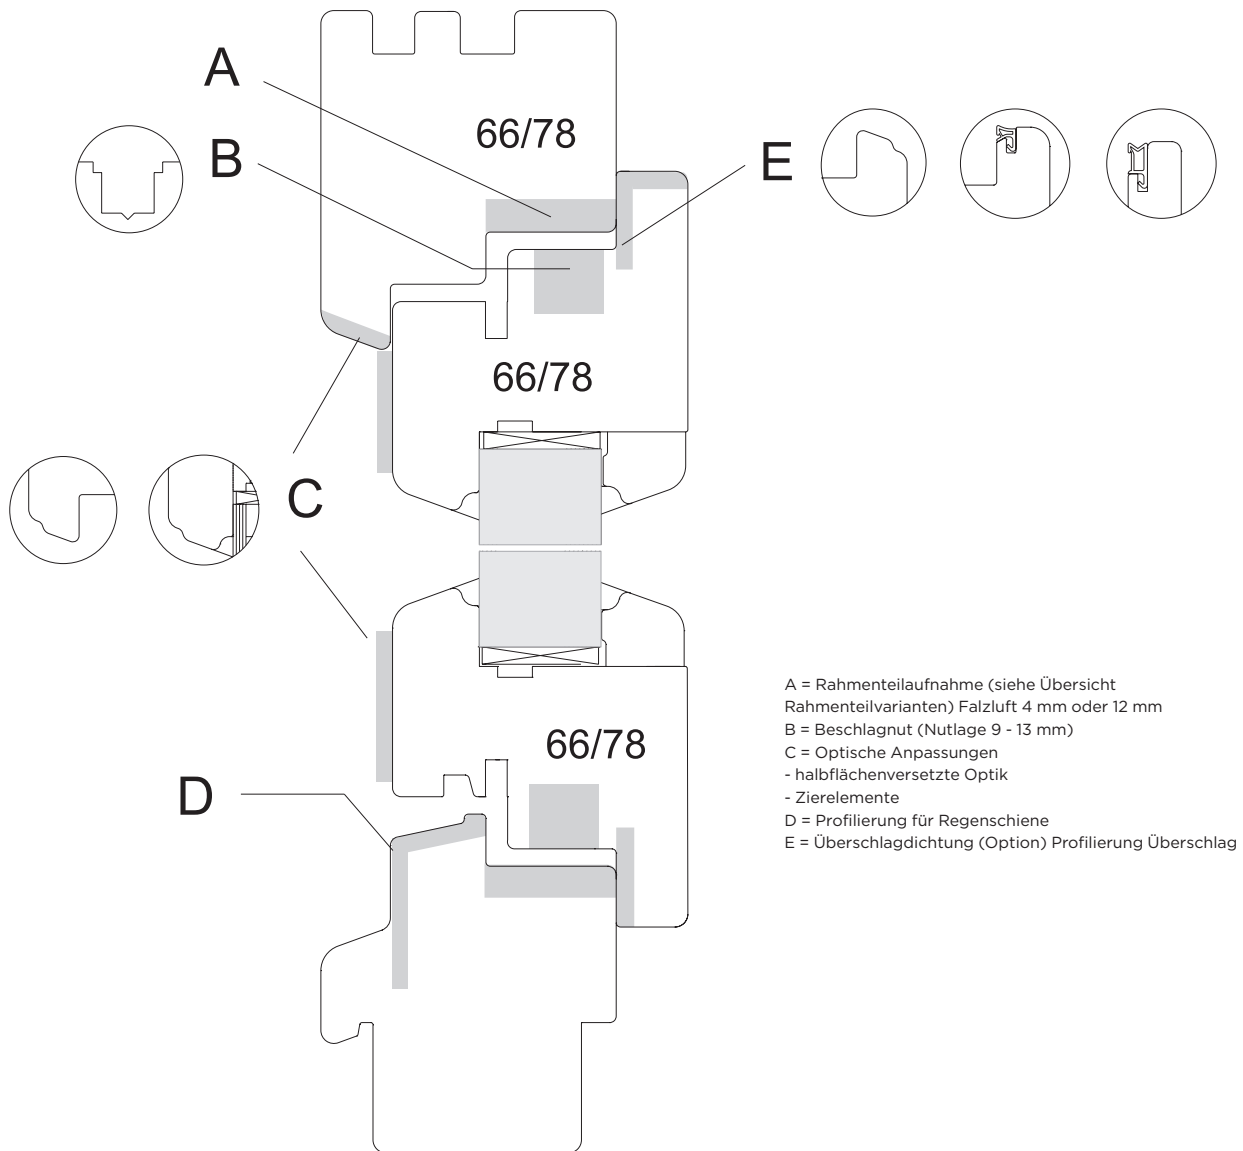 A
66/78
B
E
66/78
C
A = Rahmenteilaufnahme (siehe Übersicht
Rahmenteilvarianten) Falzluft 4 mm oder 12 mm
B = Beschlagnut (Nutlage 9 - 13 mm)
66/78
C = Optische Anpassungen
- halbflächenversetzte Optik
- Zierelemente
D
D = Profilierung für Regenschiene
E = Überschlagdichtung (Option) Profilierung Überschlag